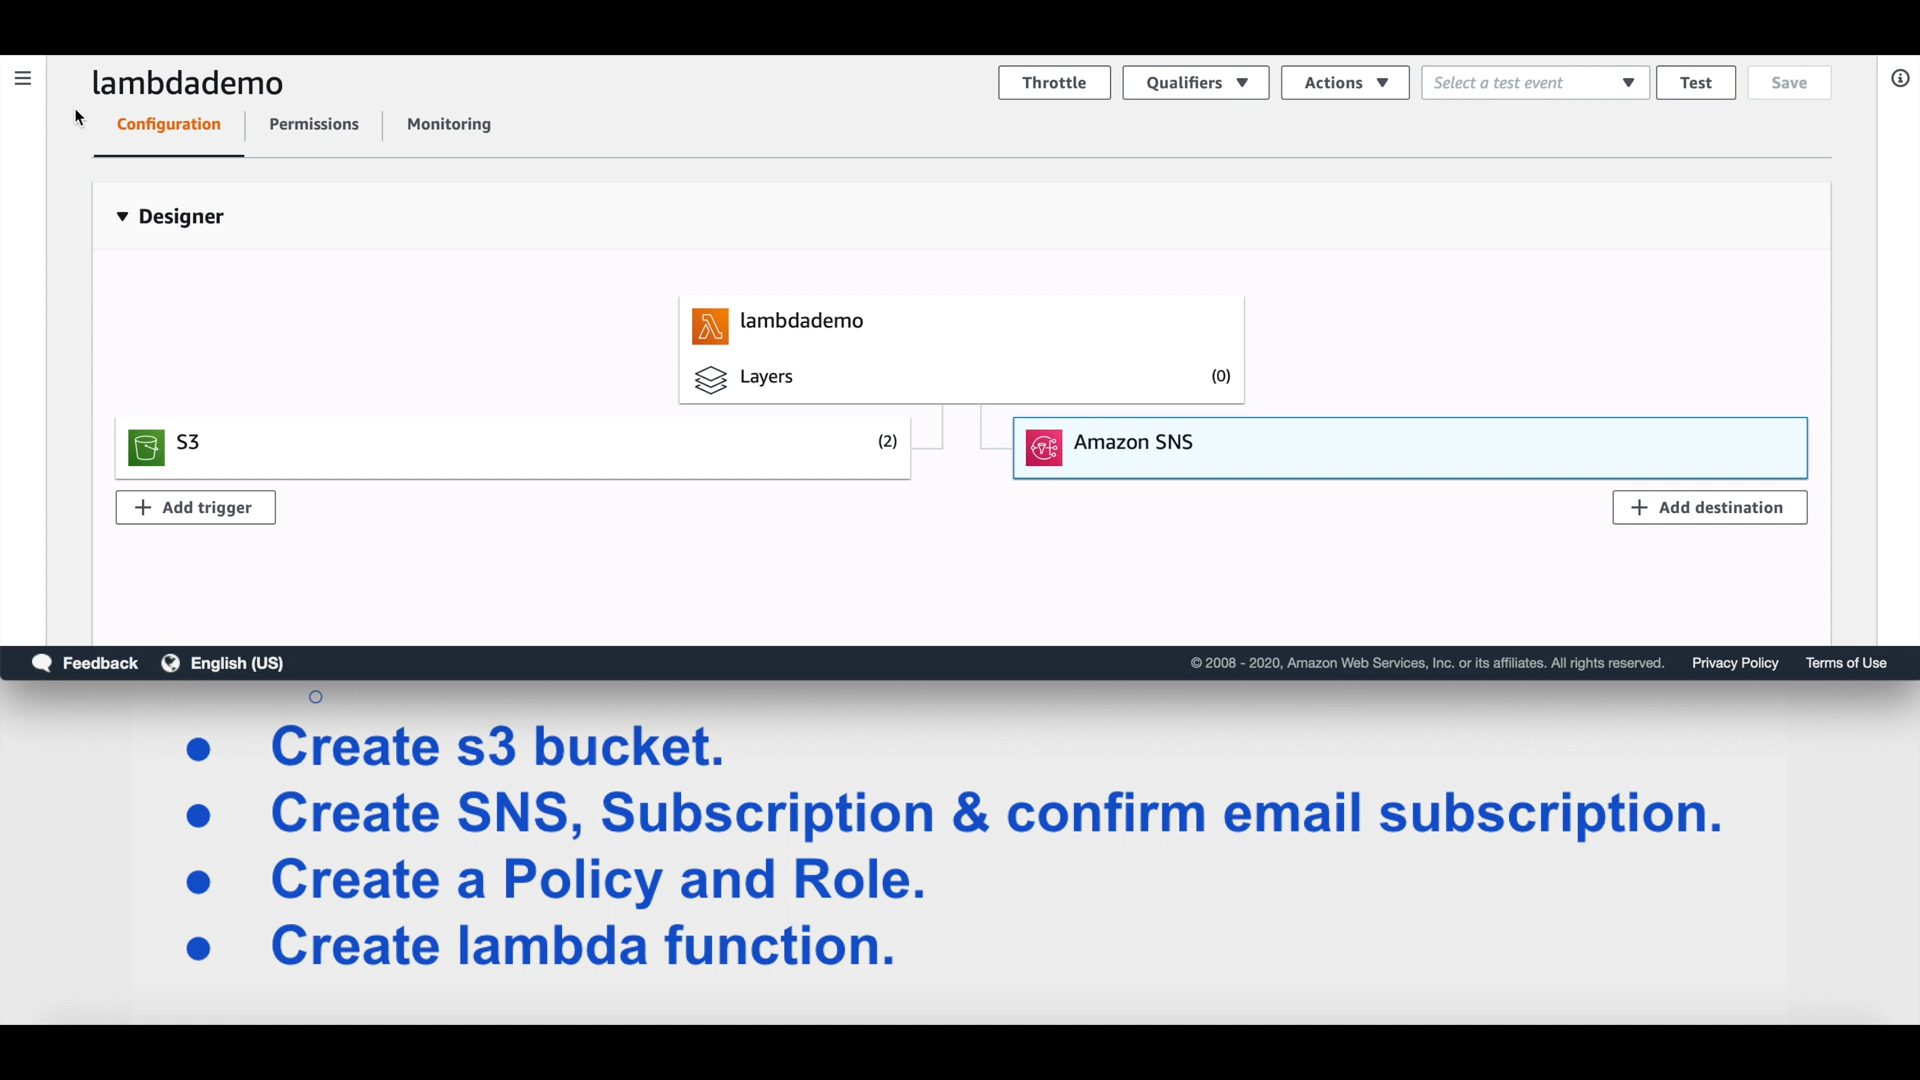 lambdademo
Throttle
Qualifiers
Actions
Select a test event
Test
Save
Configuration
Permissions
Monitoring
Designer
lambdademo
Layers
(0)
S3
(2)
Amazon SNS
Add trigger
Add destination
Feedback
English (US)
© 2008 - 2020, Amazon Web Services, Inc. or its affiliates. All rights reserved.
Privacy Policy
Terms of Use
Create s3 bucket.
Create SNS, Subscription & confirm email subscription.
Create a Policy and Role.
Create lambda function.